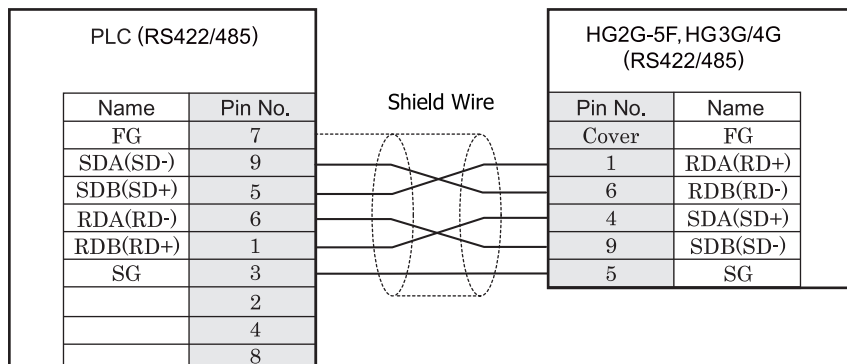 PLC (RS422/485)
Name Pin No.
FG 7
SDA(SD-) 9
SDB(SD+) 5
RDA(RD-) 6
RDB(RD+) 1
SG 3
2
4
8
Shield Wire
HG2G-5F, HG3G/4G
(RS422/485)
Pin No. Name
Cover FG
1 RDA(RD+)
6 RDB(RD-)
4 SDA(SD+)
9 SDB(SD-)
5 SG